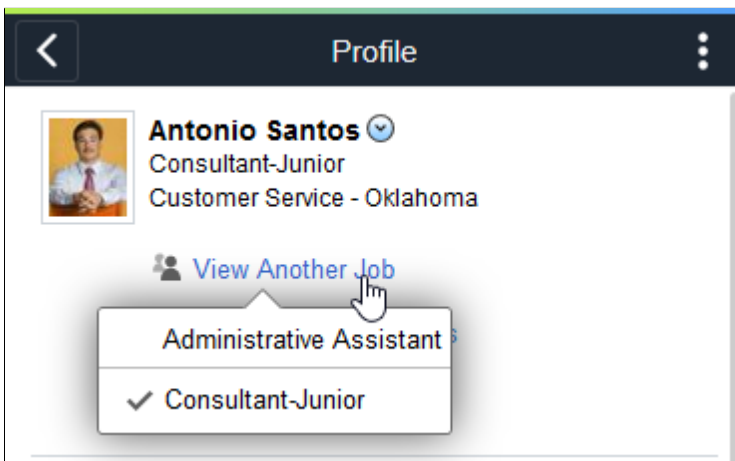 Profile
Antonio Santos
Consultant-Junior
Customer Service - Oklahoma
View Another Job
Administrative Assistant
Consultant-Junior